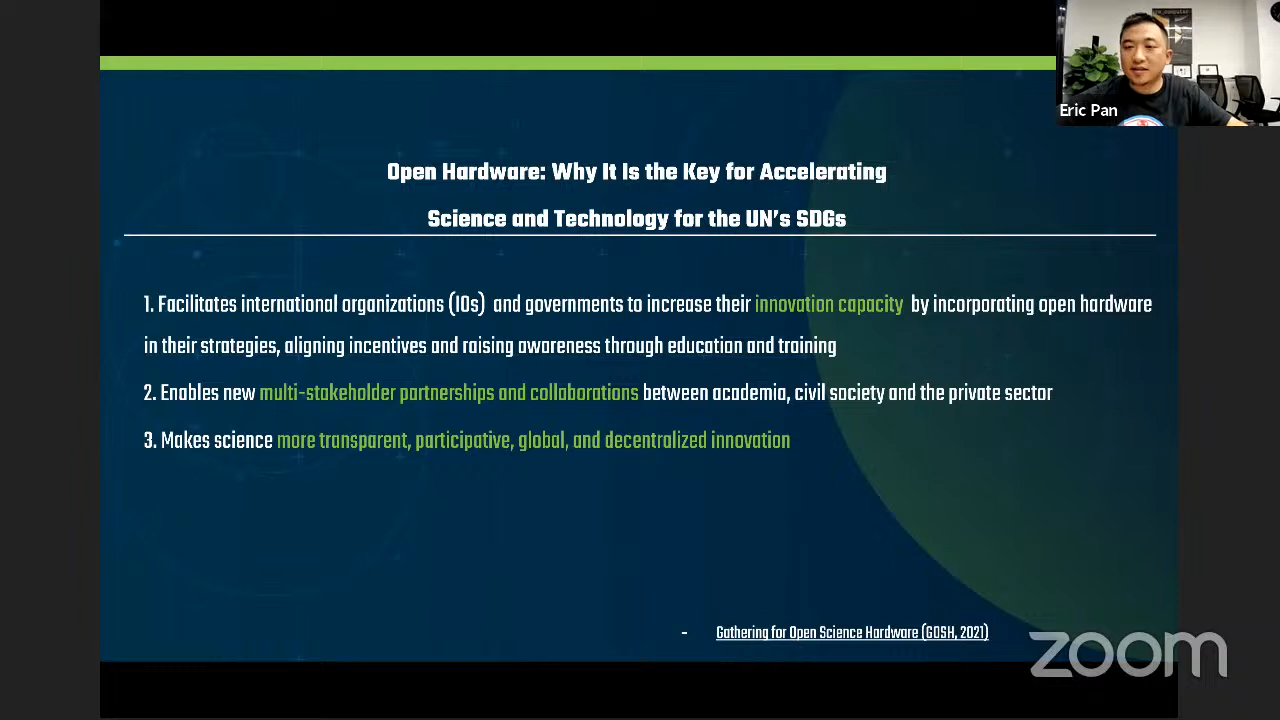 Eric Pan
Open Hardware: Why It Is the Key for Accelerating
Science and Technology for the UN's SDGs
1. Facilitates international organizations (IOs) and governments to increase their innovation capacity by incorporating open hardware
in their strategies, aligning incentives and raising awareness through education and training
2. Enables new multi-stakeholder partnerships and collaborations between academia, civil society and the private sector
3. Makes science more transparent, participative, global, and decentralized innovation
- Gathering for Open Science Hardware (GOSH, 2021)
zoom